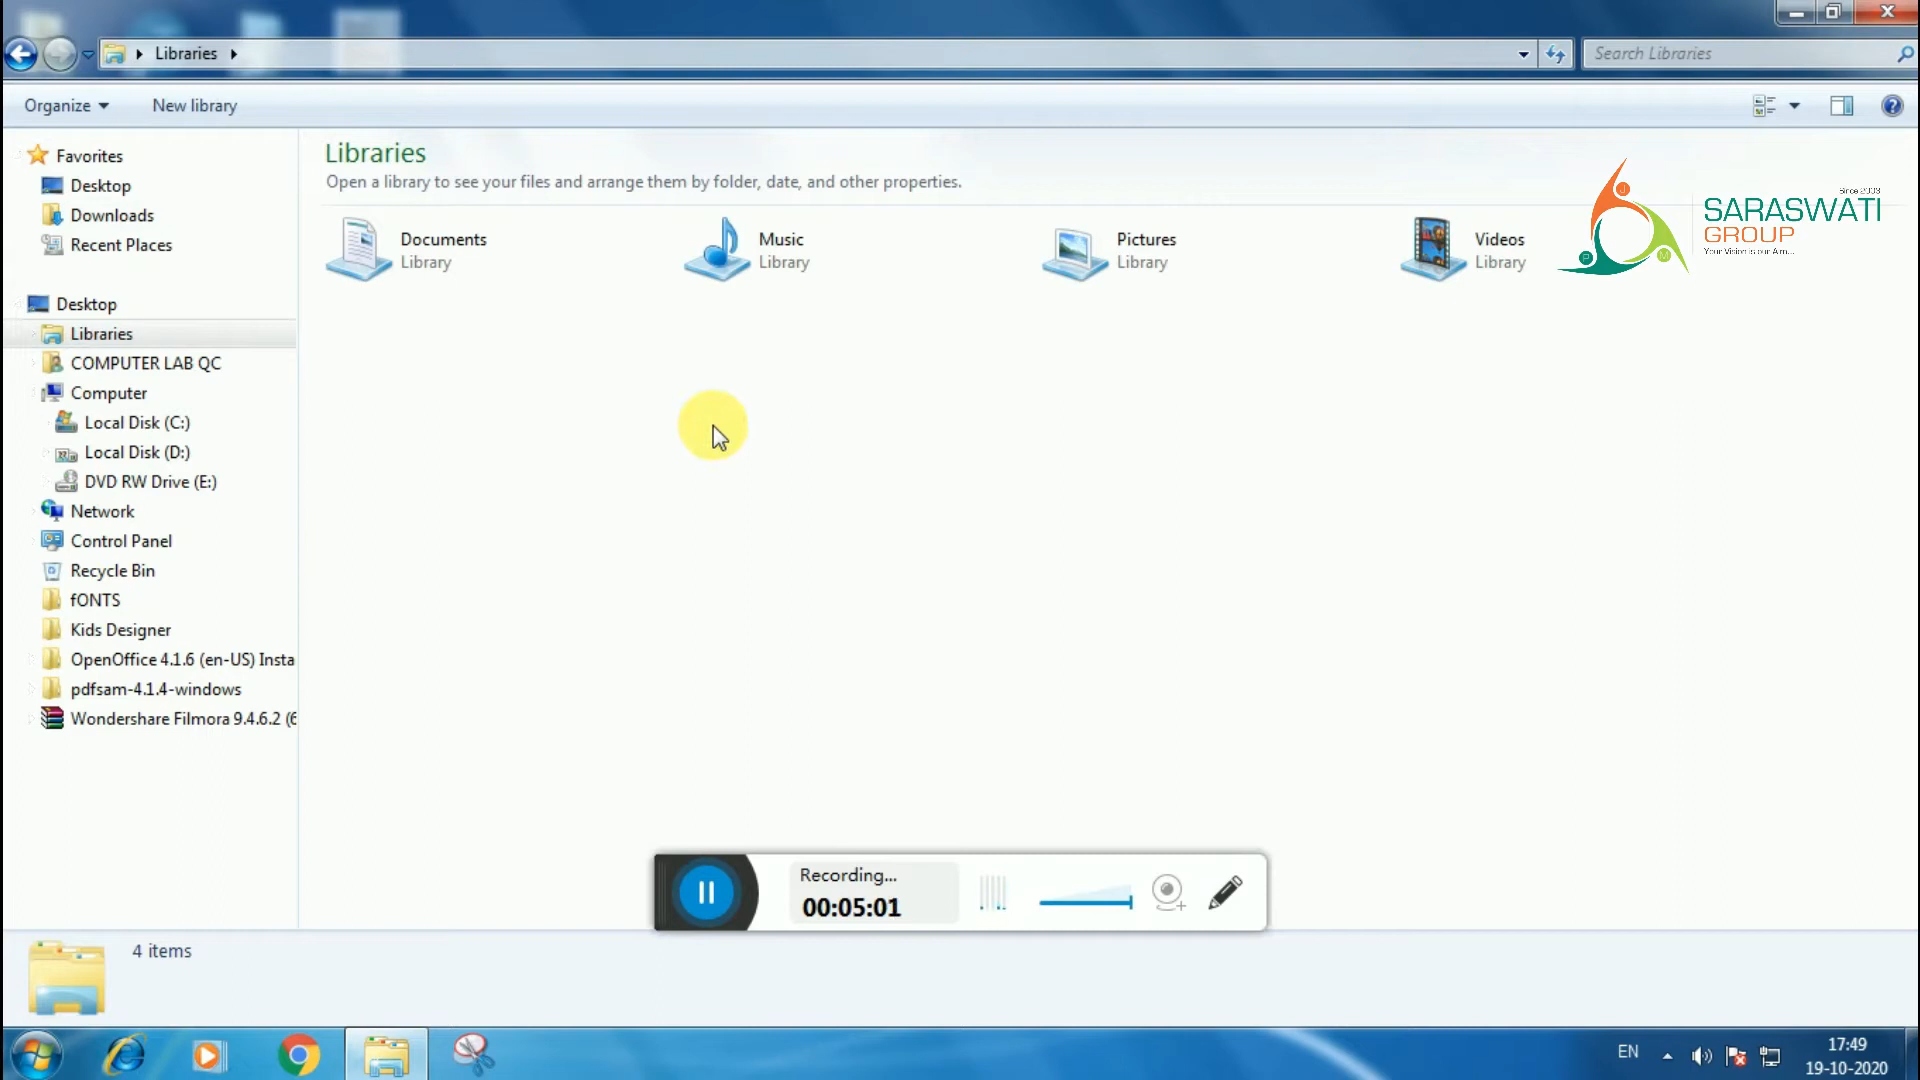 Libraries
Search Libraries
Organize
New library
Favorites
Desktop
Downloads
Recent Places
Desktop
Libraries
COMPUTER LAB QC
Computer
Local Disk (C:)
Local Disk (D:)
DVD RW Drive (E:)
Network
Control Panel
Recycle Bin
fONTS
Kids Designer
OpenOffice 4.1.6 (en-US) Insta
pdfsam-4.1.4-windows
Wondershare Filmora 9.4.6.2 (6
Libraries
Open a library to see your files and arrange them by folder, date, and other properties.
Documents
Library
Music
Library
Pictures
Library
Videos
Library
J
P
M
Since 2003
SARASWATI
GROUP
Your Vision is our Aim...
Recording...
00:05:01
4 items
EN
17:49
19-10-2020